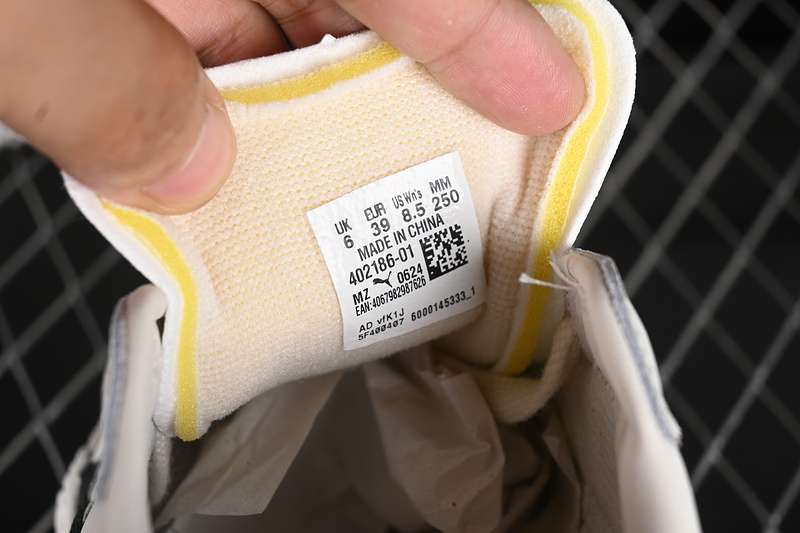 UK EUR US Wn's MM
6 39 8.5 250
MADE IN CHINA
402186-01
MZ 0624
EAN:4067982987626
AD vfK1J
5F400407 6000145333_1